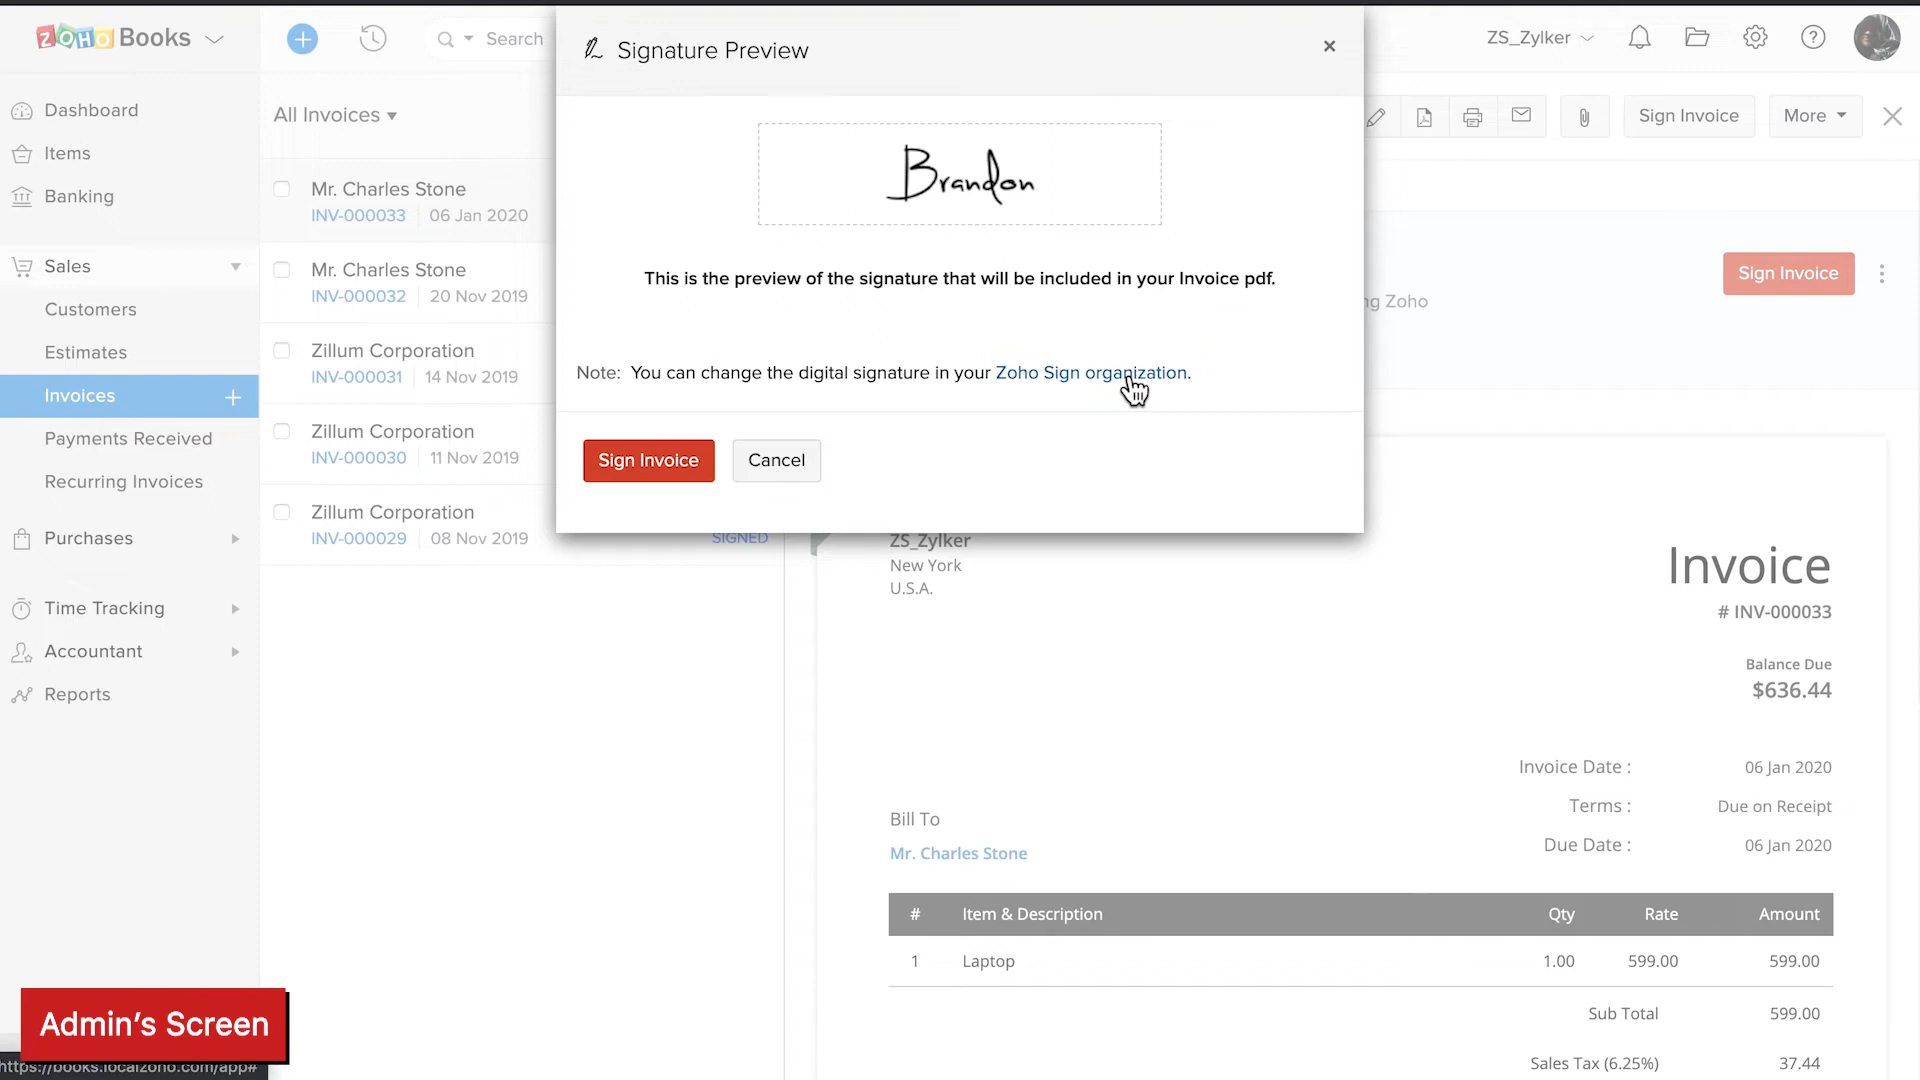 ZOHO Books
Search
ZS_Zylker
Dashboard
Items
Banking
Sales
Customers
Estimates
Invoices
Payments Received
Recurring Invoices
Purchases
Time Tracking
Accountant
Reports
All Invoices
Mr. Charles Stone
INV-000033 06 Jan 2020
Mr. Charles Stone
INV-000032 20 Nov 2019
Zillum Corporation
INV-000031 14 Nov 2019
Zillum Corporation
INV-000030 11 Nov 2019
Zillum Corporation
INV-000029 08 Nov 2019
SIGNED
Signature Preview
Brandon
This is the preview of the signature that will be included in your Invoice pdf.
Note: You can change the digital signature in your Zoho Sign organization.
Sign Invoice
Cancel
Sign Invoice
More
Sign Invoice
Zoho
ZS_Zylker
New York
U.S.A.
Invoice
# INV-000033
Balance Due
$636.44
Invoice Date : 06 Jan 2020
Terms : Due on Receipt
Due Date : 06 Jan 2020
Bill To
Mr. Charles Stone
# Item & Description Qty Rate Amount
1 Laptop 1.00 599.00 599.00
Sub Total 599.00
Sales Tax (6.25%) 37.44
Admin's Screen
https://books.localzoho.com/app#